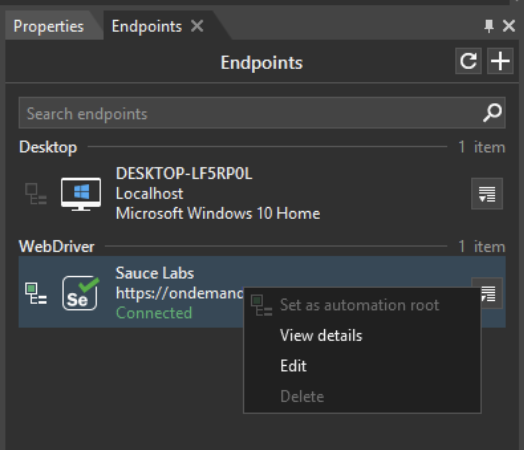 Properties
Endpoints
Endpoints
Search endpoints
Desktop
1 item
DESKTOP-LF5RP0L
Localhost
Microsoft Windows 10 Home
WebDriver
1 item
Se
Sauce Labs
https://ondemand
Connected
Set as automation root
View details
Edit
Delete